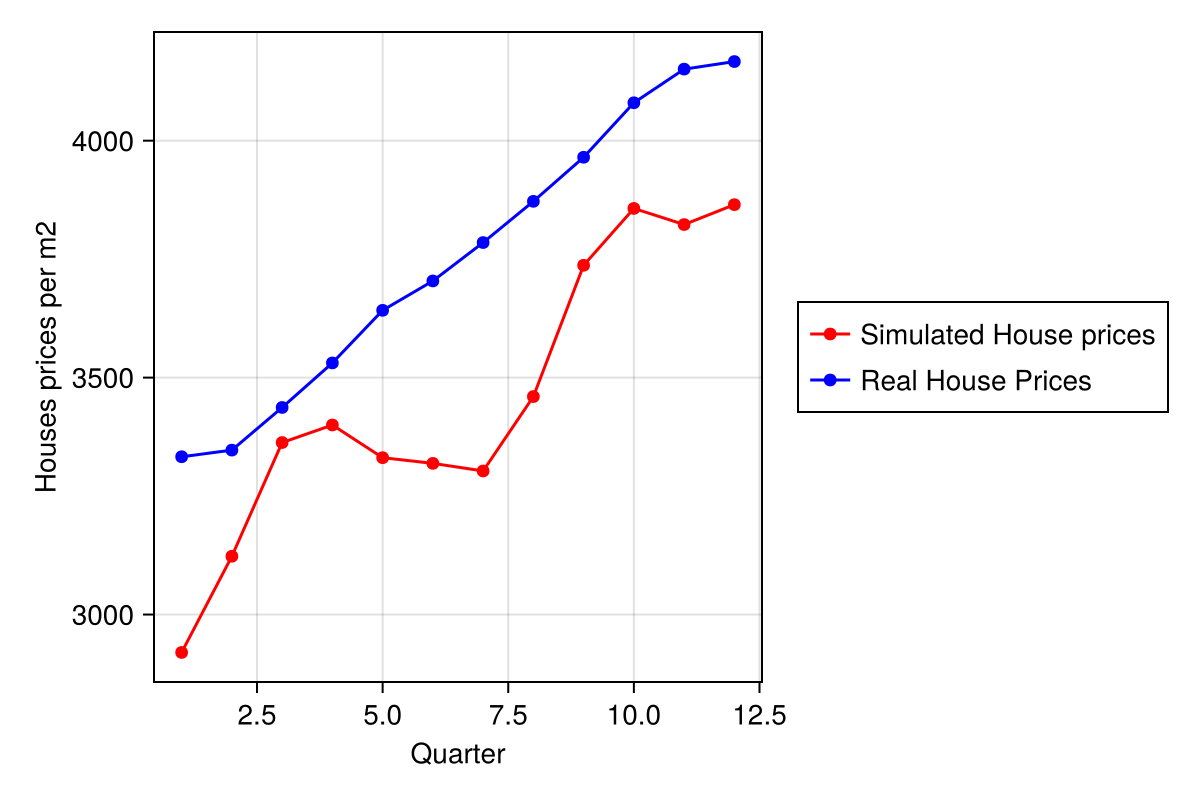 Houses prices per m2
4000
3500
3000
2.5 5.0 7.5 10.0 12.5
Quarter
Simulated House prices
Real House Prices